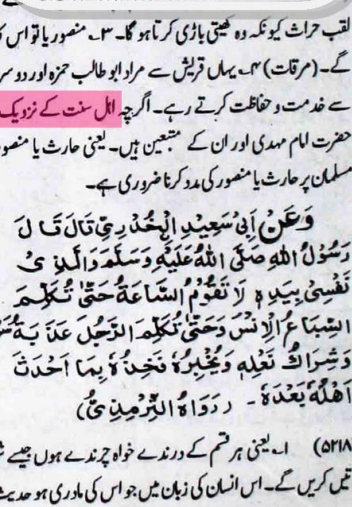 لقب حراث کیونکہ وہ کھیتی باڑی کرتا ہو گا۔ ۳۔ منصور یا تو اس کا
گے۔ (مرقات) ۴۔ یہاں قریش سے مراد ابو طالب حمزہ اور دوسر
سے خدمت و حفاظت کرتے رہے۔ اگرچہ اہل سنت کے نزدیک
حضرت امام مہدی اور ان کے متبعین ہیں۔ یعنی حارث یا منصور
مسلمان پر حارث یا منصور کی مدد کرنا ضروری ہے۔
وَعَنْ اَبِیْ سَعِیْدِ الْخُدْرِیِّ قَالَ قَالَ
رَسُوْلُ اللهِ صَلَّی اللهُ عَلَیْهِ وَسَلَّمَ وَالَّذِیْ
نَفْسِیْ بِیَدِهٖ لَا تَقُوْمُ السَّاعَةُ حَتّٰی تُکَلِّمَ
السِّبَاعُ الْاِنْسَ وَحَتّٰی تُکَلِّمَ الرَّجُلَ عَذَبَةُ سَوْ
وَشِرَاكُ نَعْلِهٖ وَیُخْبِرُهٗ فَخِذُهٗ بِمَا اَحْدَثَ
اَهْلُهٗ بَعْدَهٗ۔ (رَوَاهُ التِّرْمِذِیُّ)
(۵۲۱۸) ۱۔ یعنی ہر قسم کے درندے خواہ چرندے ہوں جیسے
تیں کریں گے۔ اس انسان کی زبان میں جو اس کی مادری ہو حدیث